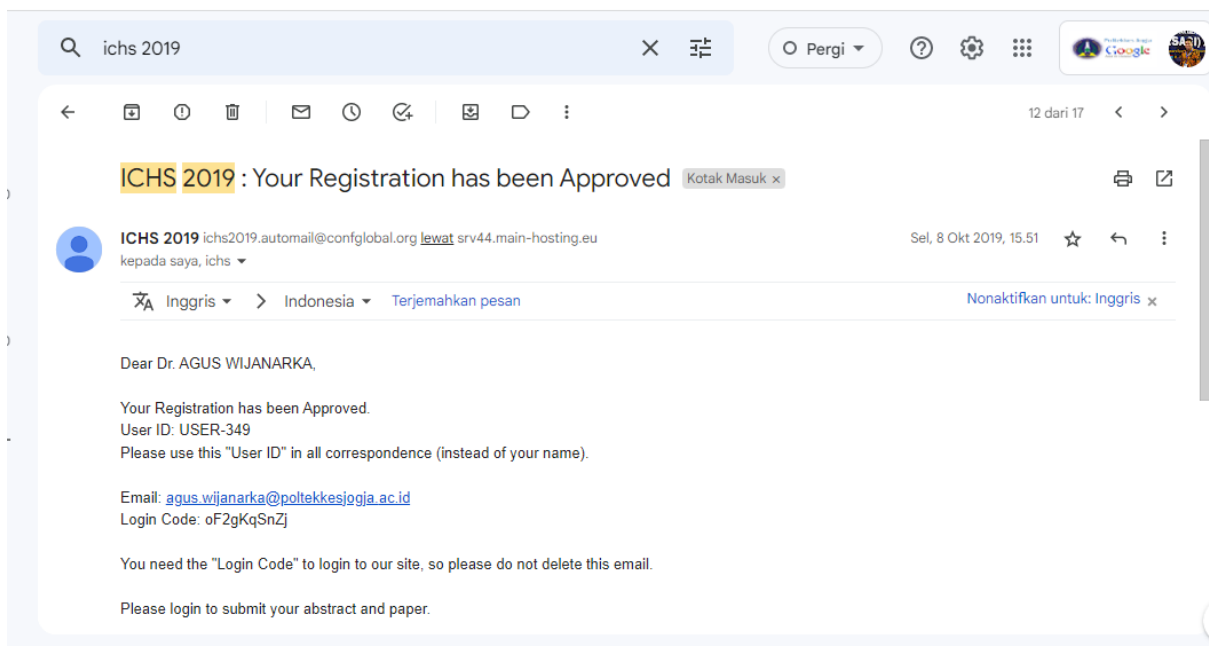 ichs 2019
Pergi
Google
12 dari 17
ICHS 2019 : Your Registration has been Approved Kotak Masuk ×
ICHS 2019 ichs2019.automail@confglobal.org lewat srv44.main-hosting.eu Sel, 8 Okt 2019, 15.51
kepada saya, ichs
Inggris > Indonesia Terjemahkan pesan Nonaktifkan untuk: Inggris ×
Dear Dr. AGUS WIJANARKA,
Your Registration has been Approved.
User ID: USER-349
Please use this "User ID" in all correspondence (instead of your name).
Email: agus.wijanarka@poltekkesjogja.ac.id
Login Code: oF2gKqSnZj
You need the "Login Code" to login to our site, so please do not delete this email.
Please login to submit your abstract and paper.